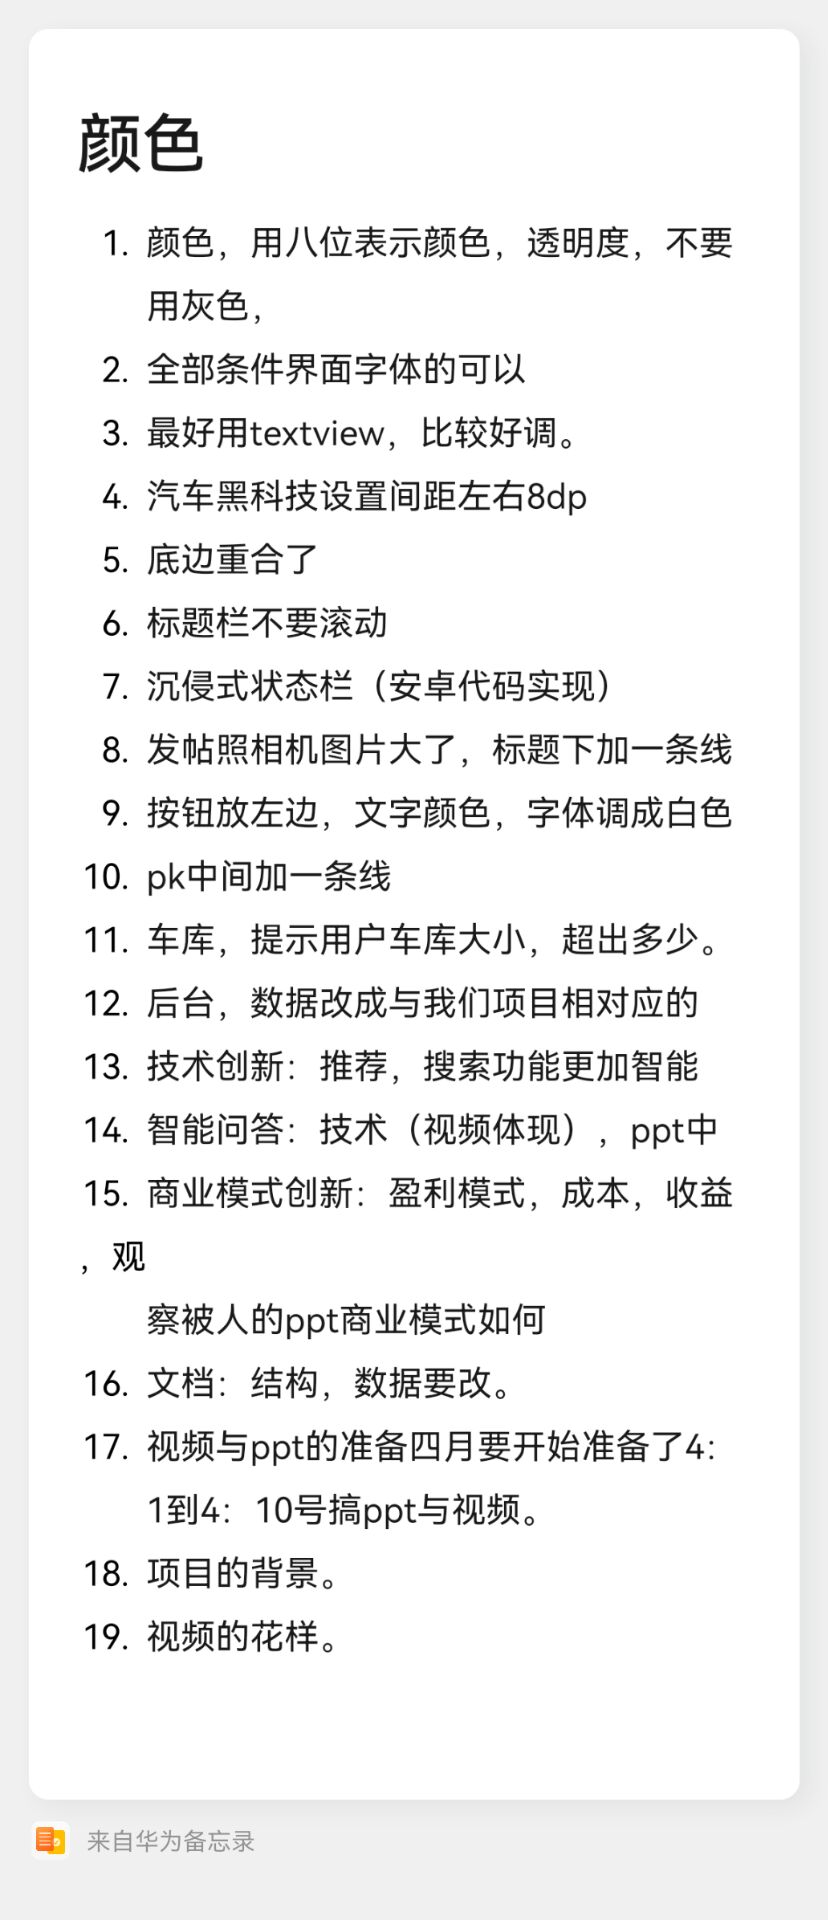 颜色
1. 颜色，用八位表示颜色，透明度，不要
用灰色，
2. 全部条件界面字体的可以
3. 最好用textview，比较好调。
4. 汽车黑科技设置间距左右8dp
5. 底边重合了
6. 标题栏不要滚动
7. 沉侵式状态栏（安卓代码实现）
8. 发帖照相机图片大了，标题下加一条线
9. 按钮放左边，文字颜色，字体调成白色
10. pk中间加一条线
11. 车库，提示用户车库大小，超出多少。
12. 后台，数据改成与我们项目相对应的
13. 技术创新：推荐，搜索功能更加智能
14. 智能问答：技术（视频体现），ppt中
15. 商业模式创新：盈利模式，成本，收益
，观
察被人的ppt商业模式如何
16. 文档：结构，数据要改。
17. 视频与ppt的准备四月要开始准备了4：
1到4：10号搞ppt与视频。
18. 项目的背景。
19. 视频的花样。
来自华为备忘录